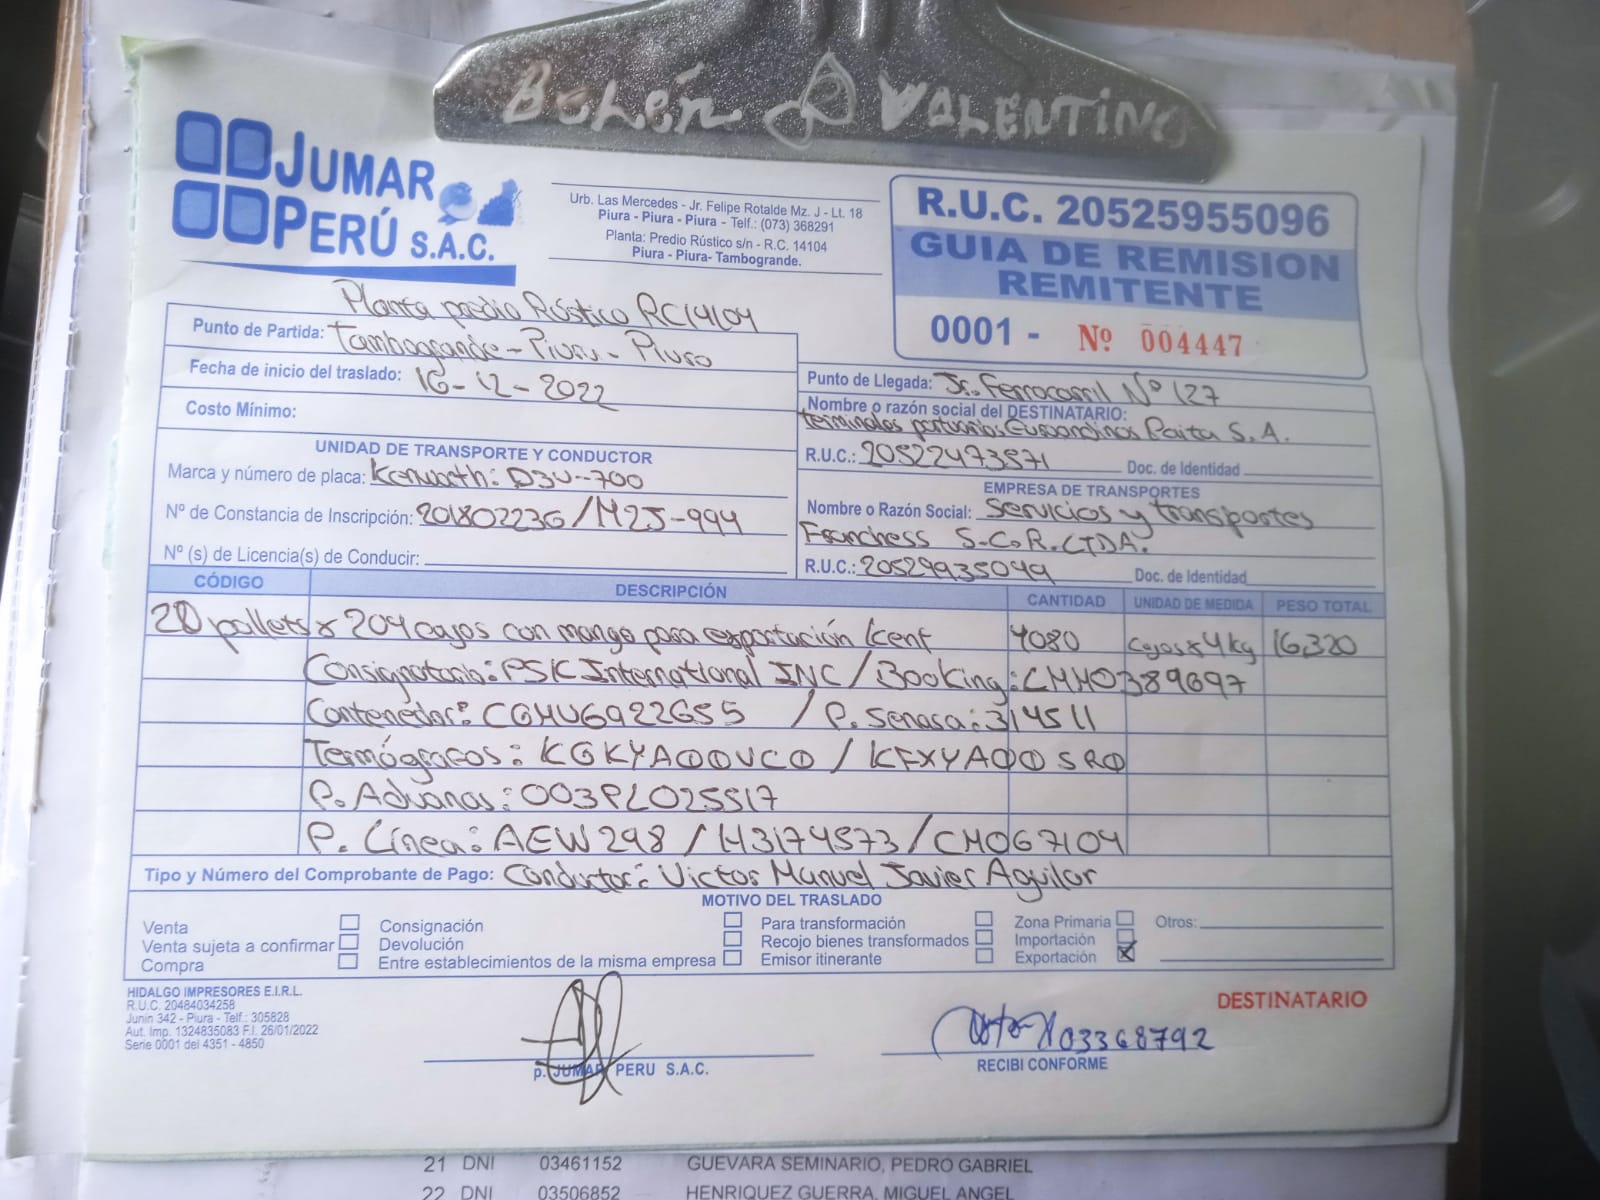 BELÉN VALENTINO
JUMAR
PERÚ S.A.C.
Urb. Las Mercedes - Jr. Felipe Rotalde Mz. J - Lt. 18
Piura - Piura - Piura - Telf.: (073) 368291
Planta: Predio Rústico s/n - R.C. 14104
Piura - Piura- Tambogrande.
R.U.C. 20525955096
GUIA DE REMISION
REMITENTE
0001 - Nº 004447
Planta predio Rústico RC14104
Punto de Partida: Tambogrande - Piura - Piura
Fecha de inicio del traslado: 16-12-2022
Costo Mínimo:
Punto de Llegada: Jr. Ferrocarril Nº 127
Nombre o razón social del DESTINATARIO:
terminales portuarios Euroandinos Paita S.A.
R.U.C.: 20522473571 Doc. de Identidad
UNIDAD DE TRANSPORTE Y CONDUCTOR
Marca y número de placa: Kenworth: D3U-700
Nº de Constancia de Inscripción: 201802236/M2J-994
Nº (s) de Licencia(s) de Conducir:
EMPRESA DE TRANSPORTES
Nombre o Razón Social: Servicios y transportes
Franchess S.C.R.LTDA.
R.U.C.: 20529935049 Doc. de Identidad
CÓDIGO DESCRIPCIÓN CANTIDAD UNIDAD DE MEDIDA PESO TOTAL
20 pallets x 204 cajas con mango para exportación Kent 4080 cajas x 4kg 16,320
Consignatario: PSK International INC / Booking: LMM0389697
Contenedor: CGMU6922655 / P. Senasa: 314511
Termógrafos: KGKYA00VC0 / KFXYA00SR0
P. Aduanas: 003PL025517
P. Línea: AEW298 / H3174573 / CM067104
Tipo y Número del Comprobante de Pago: Conductor: Victor Manuel Javier Aguilar
MOTIVO DEL TRASLADO
Venta Consignación Para transformación Zona Primaria Otros:
Venta sujeta a confirmar Devolución Recojo bienes transformados Importación
Compra Entre establecimientos de la misma empresa Emisor itinerante Exportación X
HIDALGO IMPRESORES E.I.R.L.
R.U.C. 20484034258
Junin 342 - Piura - Telf.: 305828
Aut. Imp. 1324835083 F.I. 26/01/2022
Serie 0001 del 4351 - 4850
DESTINATARIO
03368792
p. JUMAR PERU S.A.C.
RECIBI CONFORME
21 DNI 03461152 GUEVARA SEMINARIO, PEDRO GABRIEL
22 DNI 03506852 HENRIQUEZ GUERRA, MIGUEL ANGEL